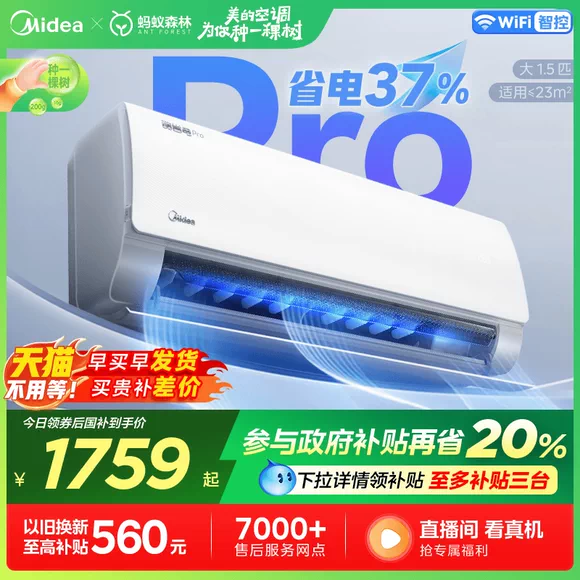 Midea × 蚂蚁森林 ANT FOREST
美的空调
为你种一棵树
WiFi 智控
种一棵树
200g
省电37%
大1.5匹
适用≤23m²
Pro
Pro
Midea
天猫 早买早发货
不用等! 买贵补差价
今日领券后国补到手价
¥1759起
参与政府补贴再省20%
下拉详情领补贴 至多补贴三台
以旧换新
至高补贴560元
7000+
售后服务网点
直播间 看真机
抢专属福利